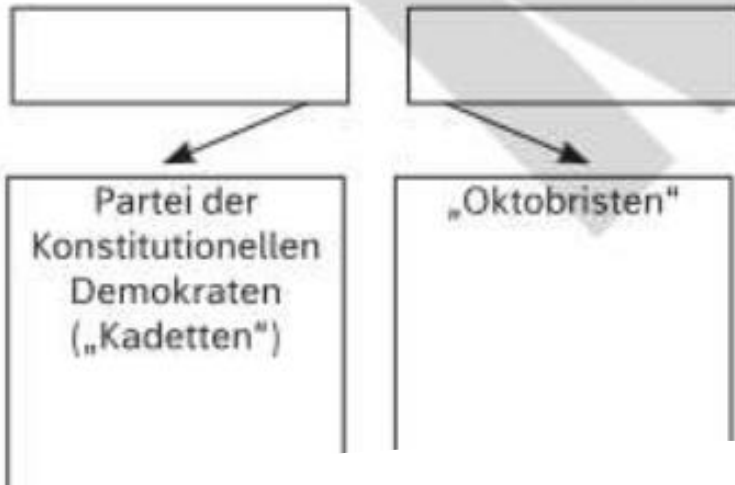 Partei der
Konstitutionellen
Demokraten
(„Kadetten“)
„Oktobristen“